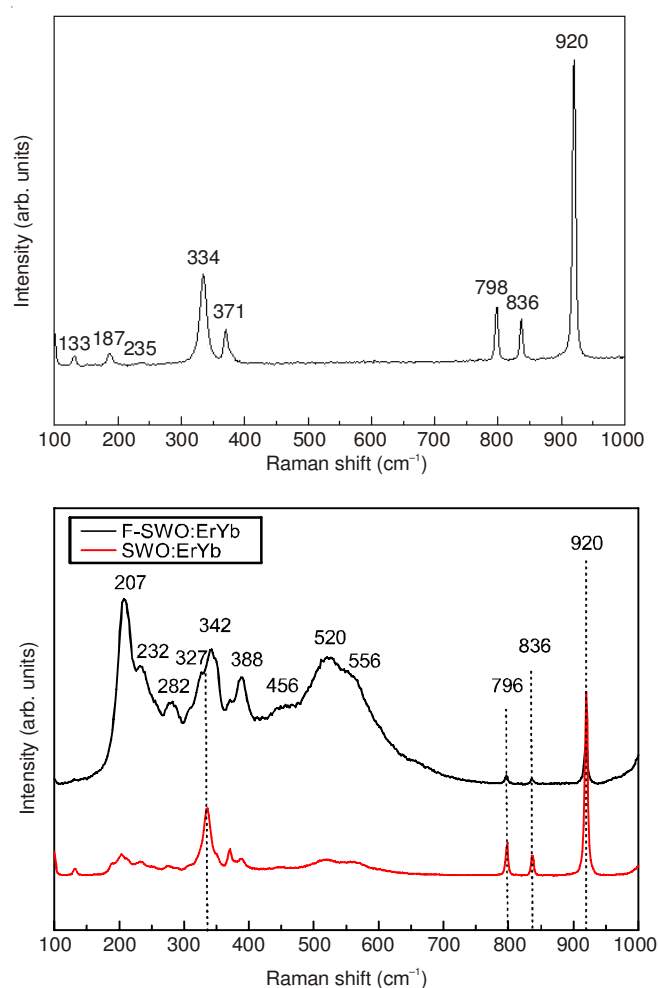 920
334
371
798
836
133
187
235
Intensity (arb. units)
100 200 300 400 500 600 700 800 900 1000
Raman shift (cm⁻¹)
F-SWO:ErYb
SWO:ErYb
920
207
342
232
327
282
388
456
520
556
796
836
Intensity (arb. units)
100 200 300 400 500 600 700 800 900 1000
Raman shift (cm⁻¹)